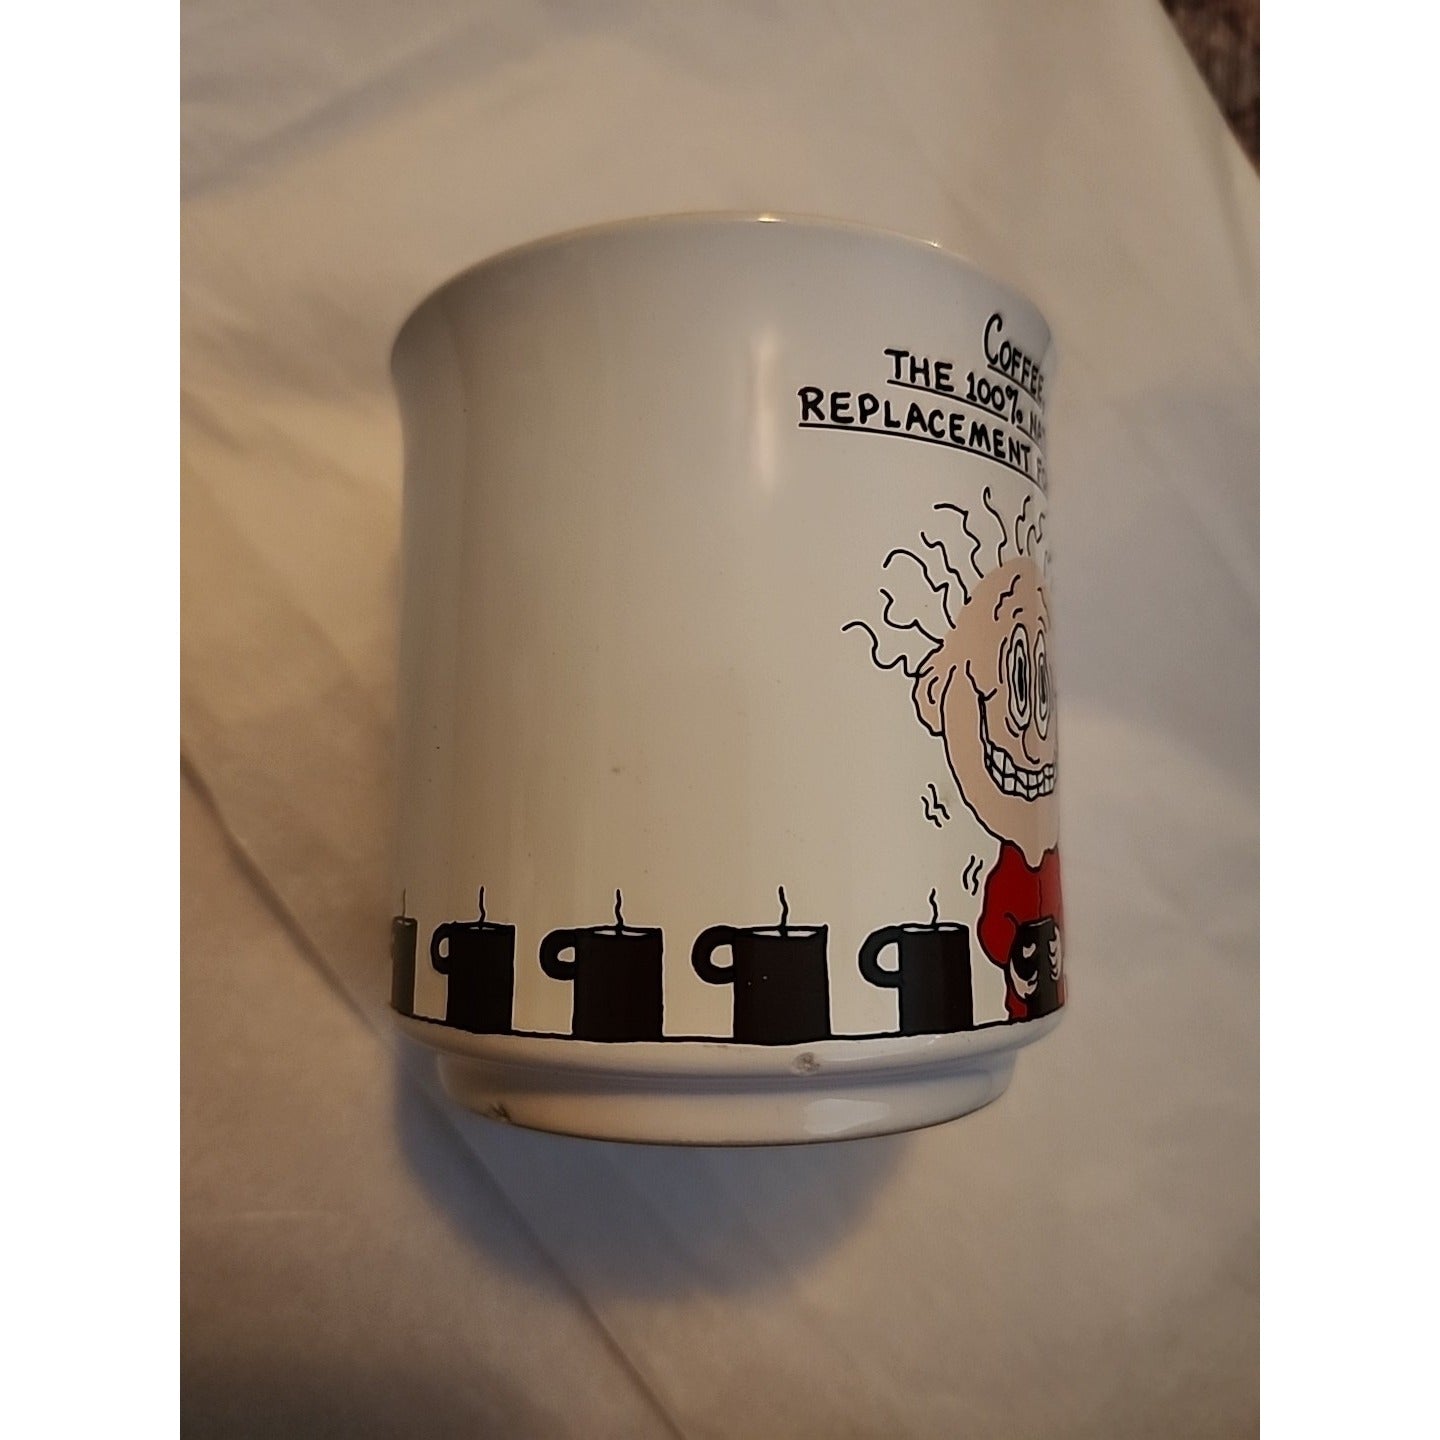 COFFEE
THE 100%
REPLACEMENT